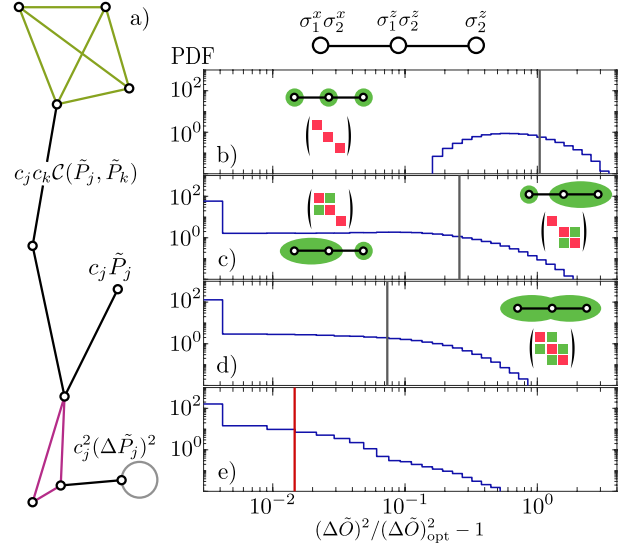 a)
σ₁ˣσ₂ˣ σ₁ᶻσ₂ᶻ σ₂ᶻ
PDF
10²
10⁰
b)
c_j c_k 𝒞(P̃_j, P̃_k)
10²
10⁰
c)
c_j P̃_j
10²
10⁰
d)
c_j²(ΔP̃_j)²
10²
10⁰
e)
10⁻² 10⁻¹ 10⁰
(ΔÕ)²/(ΔÕ)²_opt − 1